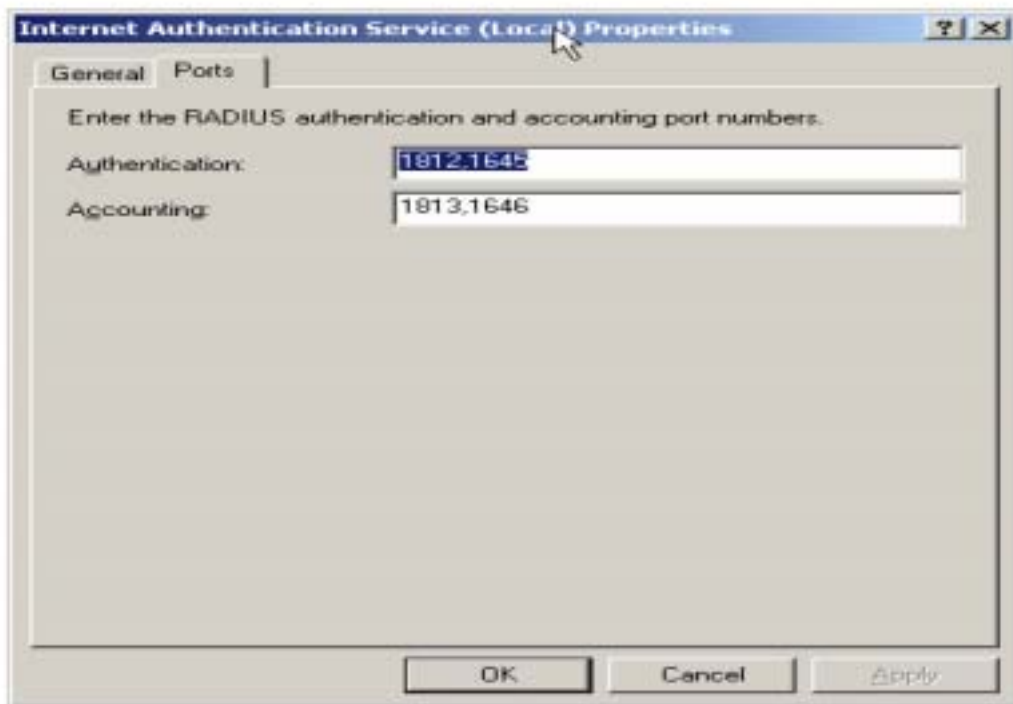 Internet Authentication Service (Local) Properties
General Ports
Enter the RADIUS authentication and accounting port numbers.
Authentication: 1812,1645
Accounting: 1813,1646
OK Cancel Apply